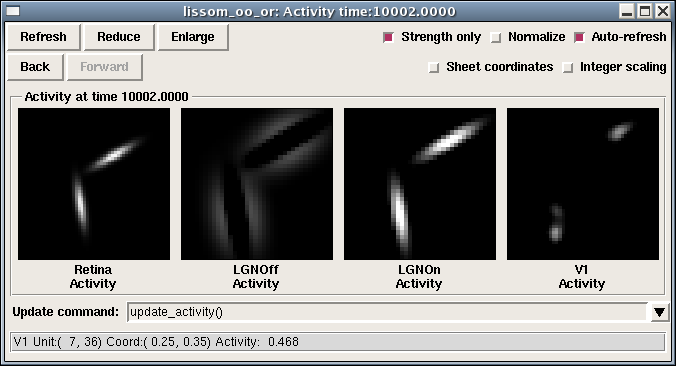 lissom_oo_or: Activity time:10002.0000
Refresh Reduce Enlarge Strength only Normalize Auto-refresh
Back Forward Sheet coordinates Integer scaling
Activity at time 10002.0000
Retina LGNOff LGNOn V1
Activity Activity Activity Activity
Update command: update_activity()
V1 Unit:( 7, 36) Coord:( 0.25, 0.35) Activity: 0.468